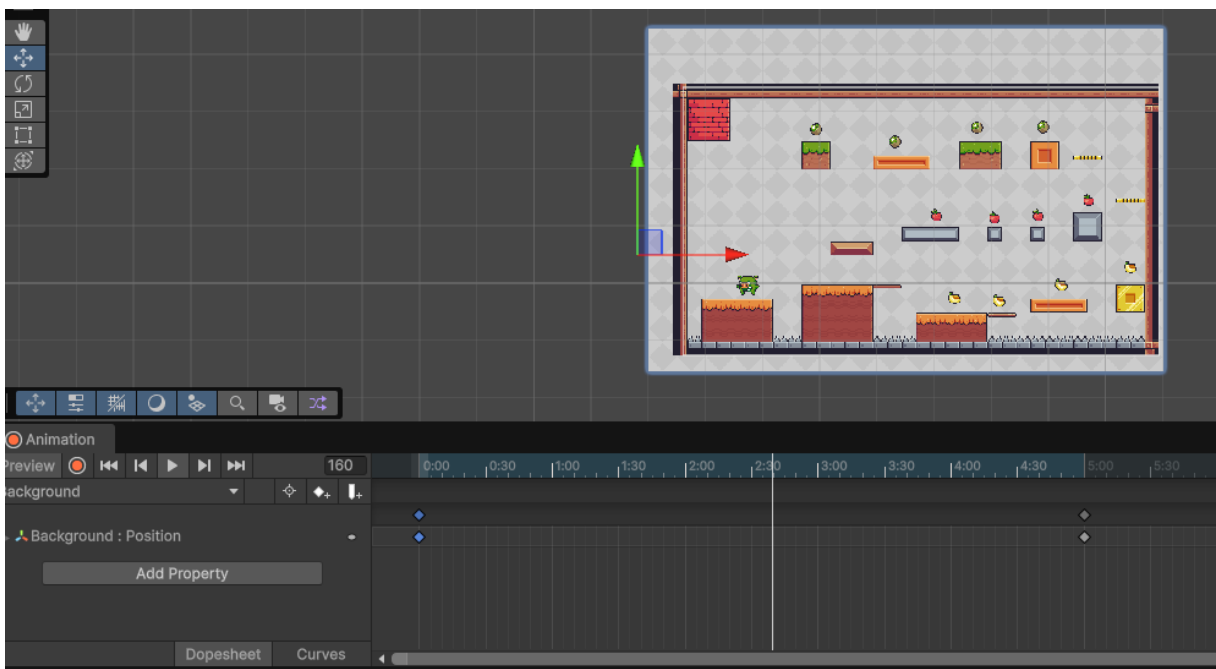 Animation
Preview 160 0:00 0:30 1:00 1:30 2:00 2:30 3:00 3:30 4:00 4:30 5:00 5:30
Background
Background : Position
Add Property
Dopesheet Curves